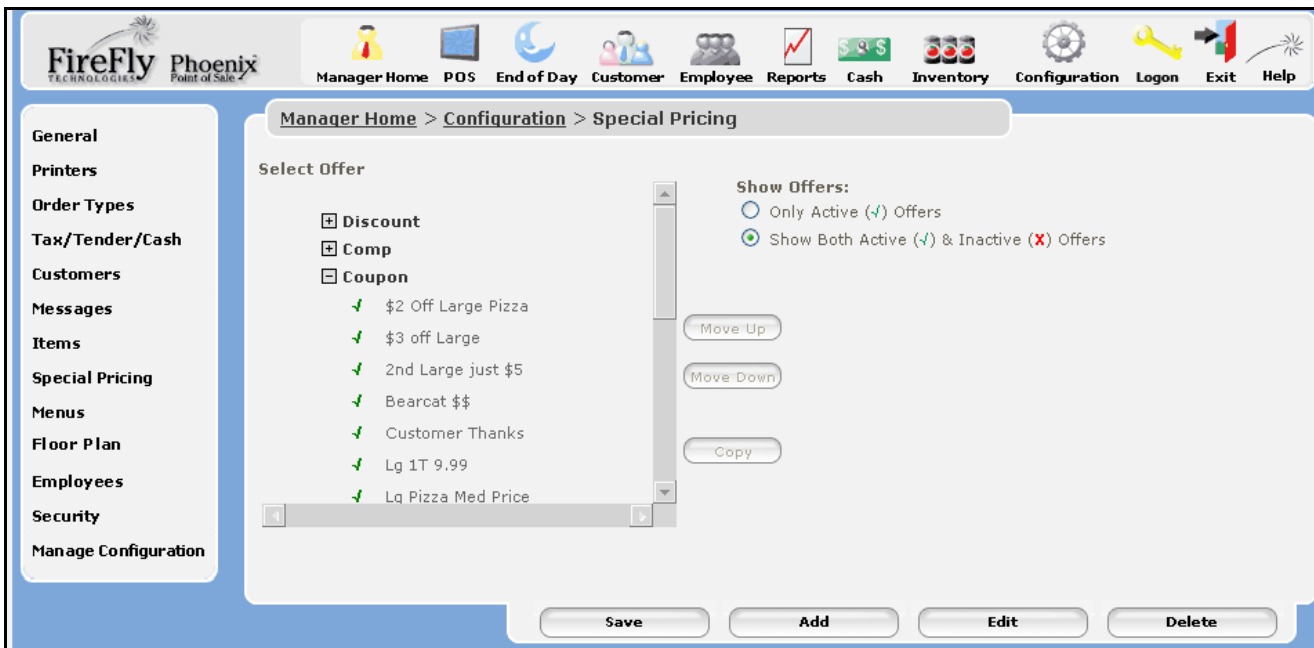 FireFly Phoenix
TECHNOLOGIES Point of Sale
Manager Home POS End of Day Customer Employee Reports Cash Inventory Configuration Logon Exit Help
Manager Home > Configuration > Special Pricing
General
Printers
Order Types
Tax/Tender/Cash
Customers
Messages
Items
Special Pricing
Menus
Floor Plan
Employees
Security
Manage Configuration
Select Offer
Discount
Comp
Coupon
√ $2 Off Large Pizza
√ $3 off Large
√ 2nd Large just $5
√ Bearcat $$
√ Customer Thanks
√ Lg 1T 9.99
√ Lg Pizza Med Price
Show Offers:
Only Active (√) Offers
Show Both Active (√) & Inactive (X) Offers
Move Up
Move Down
Copy
Save Add Edit Delete